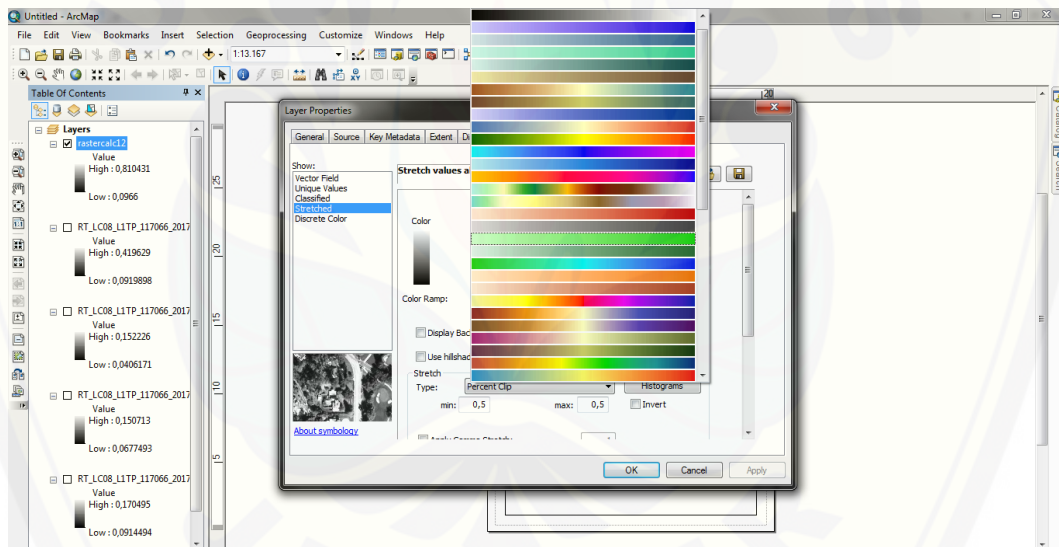 Untitled - ArcMap
File Edit View Bookmarks Insert Selection Geoprocessing Customize Windows Help
1:13.167
Table Of Contents
Layers
rastercalc12
Value
High : 0,810431
Low : 0,0966
RT_LC08_L1TP_117066_2017
Value
High : 0,419629
Low : 0,0919898
RT_LC08_L1TP_117066_2017
Value
High : 0,152226
Low : 0,0406171
RT_LC08_L1TP_117066_2017
Value
High : 0,150713
Low : 0,0677493
RT_LC08_L1TP_117066_2017
Value
High : 0,170495
Low : 0,0914494
20
25
20
15
10
5
Layer Properties
General Source Key Metadata Extent Di
Show:
Vector Field
Unique Values
Classified
Stretched
Discrete Color
About symbology
Stretch values a
Color
Color Ramp:
Display Bac
Use hillshad
Stretch
Type: Percent Clip Histograms
min: 0,5 max: 0,5 Invert
OK Cancel Apply